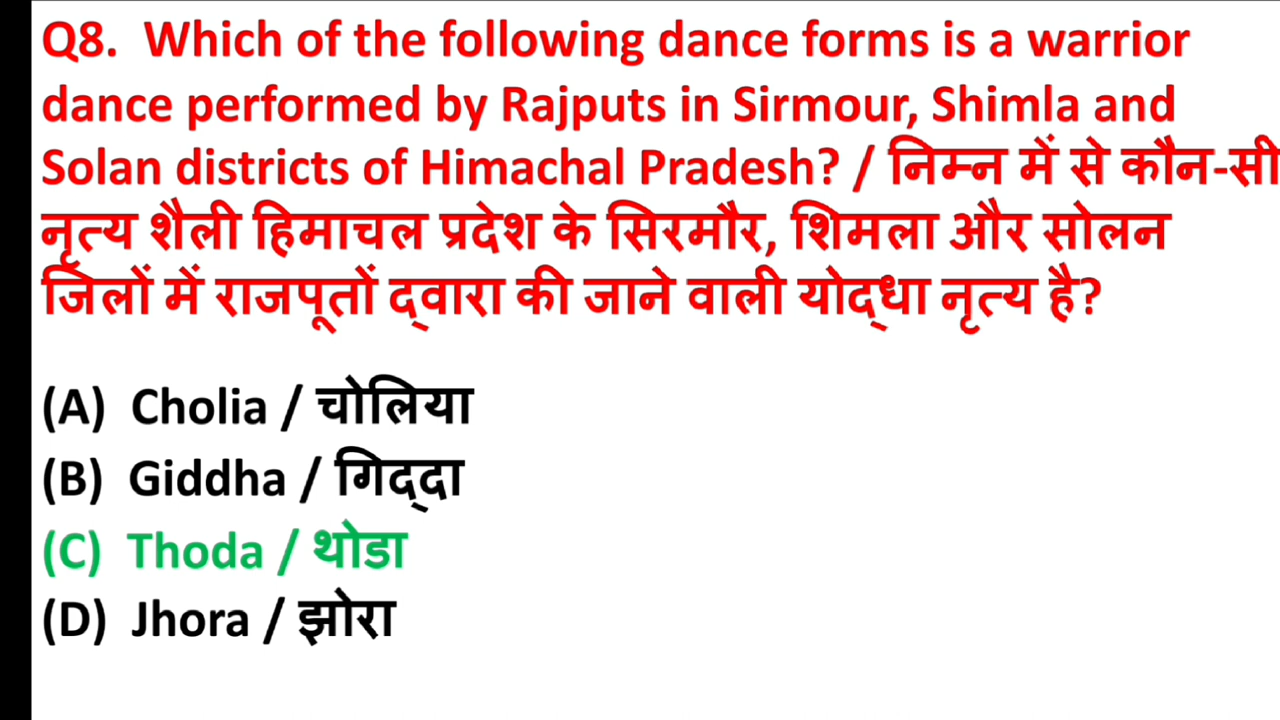 Q8. Which of the following dance forms is a warrior
dance performed by Rajputs in Sirmour, Shimla and
Solan districts of Himachal Pradesh? / निम्न में से कौन-सी
नृत्य शैली हिमाचल प्रदेश के सिरमौर, शिमला और सोलन
जिलों में राजपूतों द्वारा की जाने वाली योद्धा नृत्य है?
(A) Cholia / चोलिया
(B) Giddha / गिद्दा
(C) Thoda / थोडा
(D) Jhora / झोरा